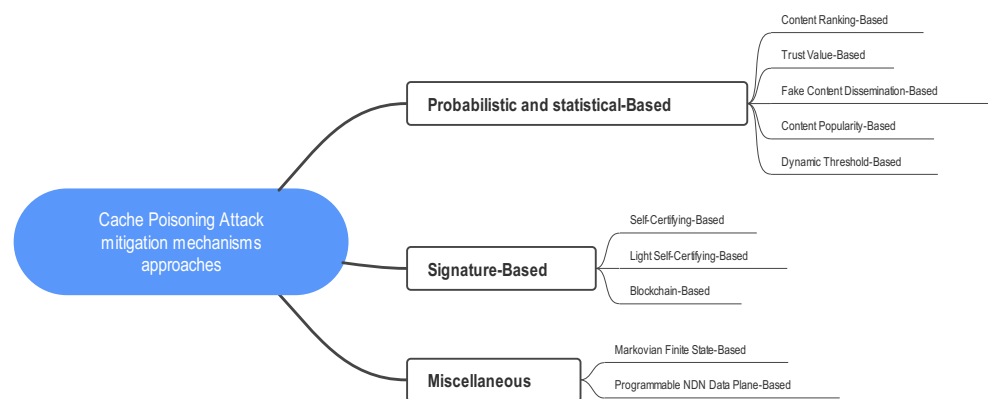 Cache Poisoning Attack
mitigation mechanisms
approaches
Probabilistic and statistical-Based
Content Ranking-Based
Trust Value-Based
Fake Content Dissemination-Based
Content Popularity-Based
Dynamic Threshold-Based
Signature-Based
Self-Certifying-Based
Light Self-Certifying-Based
Blockchain-Based
Miscellaneous
Markovian Finite State-Based
Programmable NDN Data Plane-Based